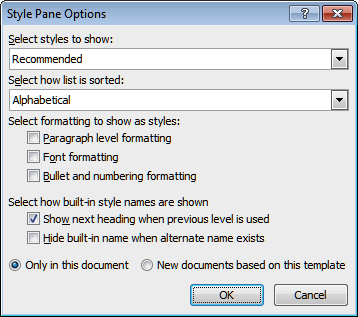 Style Pane Options
Select styles to show:
Recommended
Select how list is sorted:
Alphabetical
Select formatting to show as styles:
Paragraph level formatting
Font formatting
Bullet and numbering formatting
Select how built-in style names are shown
Show next heading when previous level is used
Hide built-in name when alternate name exists
Only in this document New documents based on this template
OK Cancel